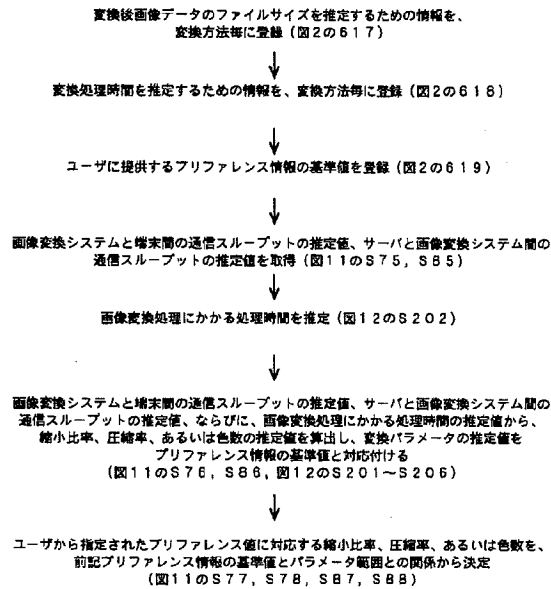 変換後画像データのファイルサイズを推定するための情報を、
変換方法毎に登録（図２の６１７）
変換処理時間を推定するための情報を、変換方法毎に登録（図２の６１８）
ユーザに提供するプリファレンス情報の基準値を登録（図２の６１９）
画像変換システムと端末間の通信スループットの推定値、サーバと画像変換システム間の
通信スループットの推定値を取得（図１１のＳ７５，Ｓ８５）
画像変換処理にかかる処理時間を推定（図１２のＳ２０２）
画像変換システムと端末間の通信スループットの推定値、サーバと画像変換システム間の
通信スループットの推定値、ならびに、画像変換処理にかかる処理時間の推定値から、
縮小比率、圧縮率、あるいは色数の推定値を算出し、変換パラメータの推定値を
プリファレンス情報の基準値と対応付ける
（図１１のＳ７６，Ｓ８６，図１２のＳ２０１〜Ｓ２０６）
ユーザから指定されたプリファレンス値に対応する縮小比率、圧縮率、あるいは色数を、
前記プリファレンス情報の基準値とパラメータ範囲との関係から決定
（図１１のＳ７７，Ｓ７８，Ｓ８７，Ｓ８８）